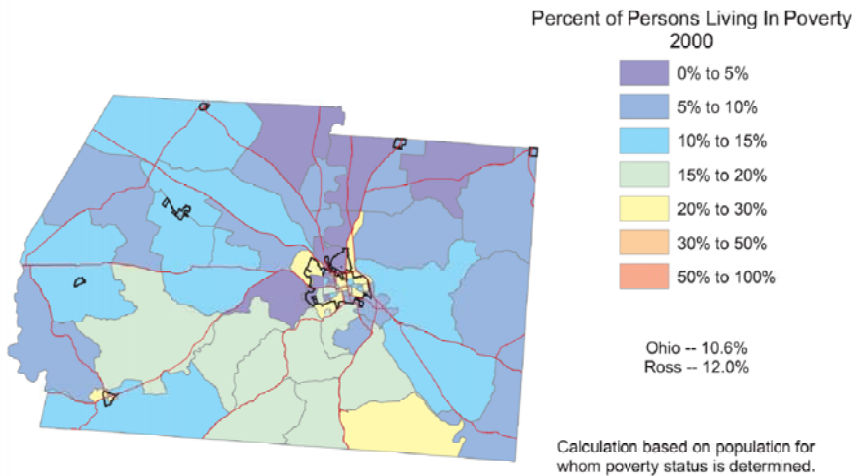 Percent of Persons Living In Poverty
2000
0% to 5%
5% to 10%
10% to 15%
15% to 20%
20% to 30%
30% to 50%
50% to 100%
Ohio -- 10.6%
Ross -- 12.0%
Calculation based on population for
whom poverty status is determned.